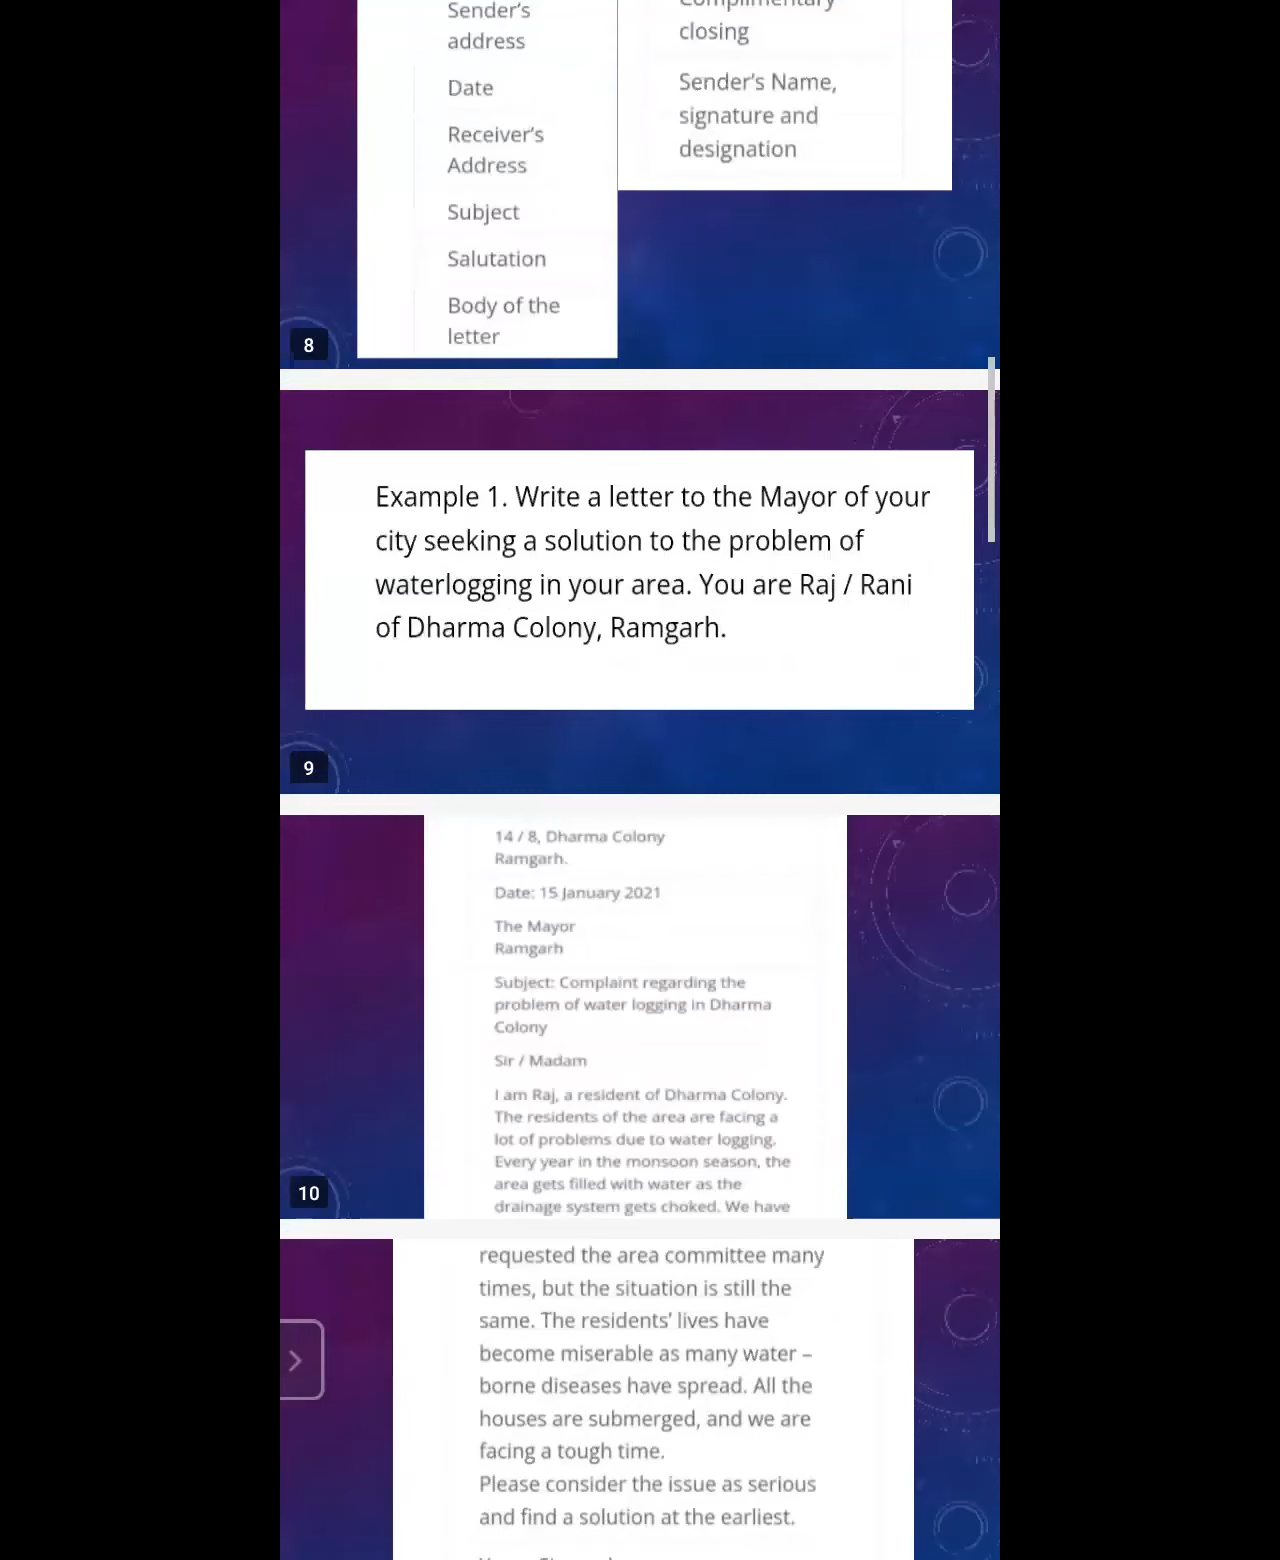 Sender's
address
Date
Receiver's
Address
Subject
Salutation
Body of the
letter
Complimentary
closing
Sender's Name,
signature and
designation
8
Example 1. Write a letter to the Mayor of your
city seeking a solution to the problem of
waterlogging in your area. You are Raj / Rani
of Dharma Colony, Ramgarh.
9
14 / 8, Dharma Colony
Ramgarh.
Date: 15 January 2021
The Mayor
Ramgarh
Subject: Complaint regarding the
problem of water logging in Dharma
Colony
Sir / Madam
I am Raj, a resident of Dharma Colony.
The residents of the area are facing a
lot of problems due to water logging.
Every year in the monsoon season, the
area gets filled with water as the
drainage system gets choked. We have
10
requested the area committee many
times, but the situation is still the
same. The residents' lives have
become miserable as many water –
borne diseases have spread. All the
houses are submerged, and we are
facing a tough time.
Please consider the issue as serious
and find a solution at the earliest.